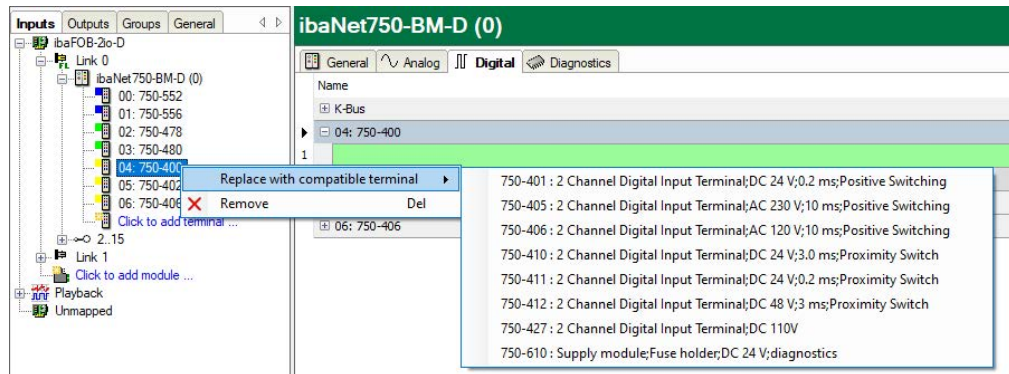 Inputs Outputs Groups General
ibaFOB-2io-D
Link 0
ibaNet750-BM-D (0)
00: 750-552
01: 750-556
02: 750-478
03: 750-480
04: 750-400
05: 750-402
06: 750-406
Click to add terminal ...
2..15
Link 1
Click to add module ...
Playback
Unmapped
ibaNet750-BM-D (0)
General Analog Digital Diagnostics
Name
K-Bus
04: 750-400
1
06: 750-406
Replace with compatible terminal
Remove Del
750-401 : 2 Channel Digital Input Terminal;DC 24 V;0.2 ms;Positive Switching
750-405 : 2 Channel Digital Input Terminal;AC 230 V;10 ms;Positive Switching
750-406 : 2 Channel Digital Input Terminal;AC 120 V;10 ms;Positive Switching
750-410 : 2 Channel Digital Input Terminal;DC 24 V;3.0 ms;Proximity Switch
750-411 : 2 Channel Digital Input Terminal;DC 24 V;0.2 ms;Proximity Switch
750-412 : 2 Channel Digital Input Terminal;DC 48 V;3 ms;Proximity Switch
750-427 : 2 Channel Digital Input Terminal;DC 110V
750-610 : Supply module;Fuse holder;DC 24 V;diagnostics